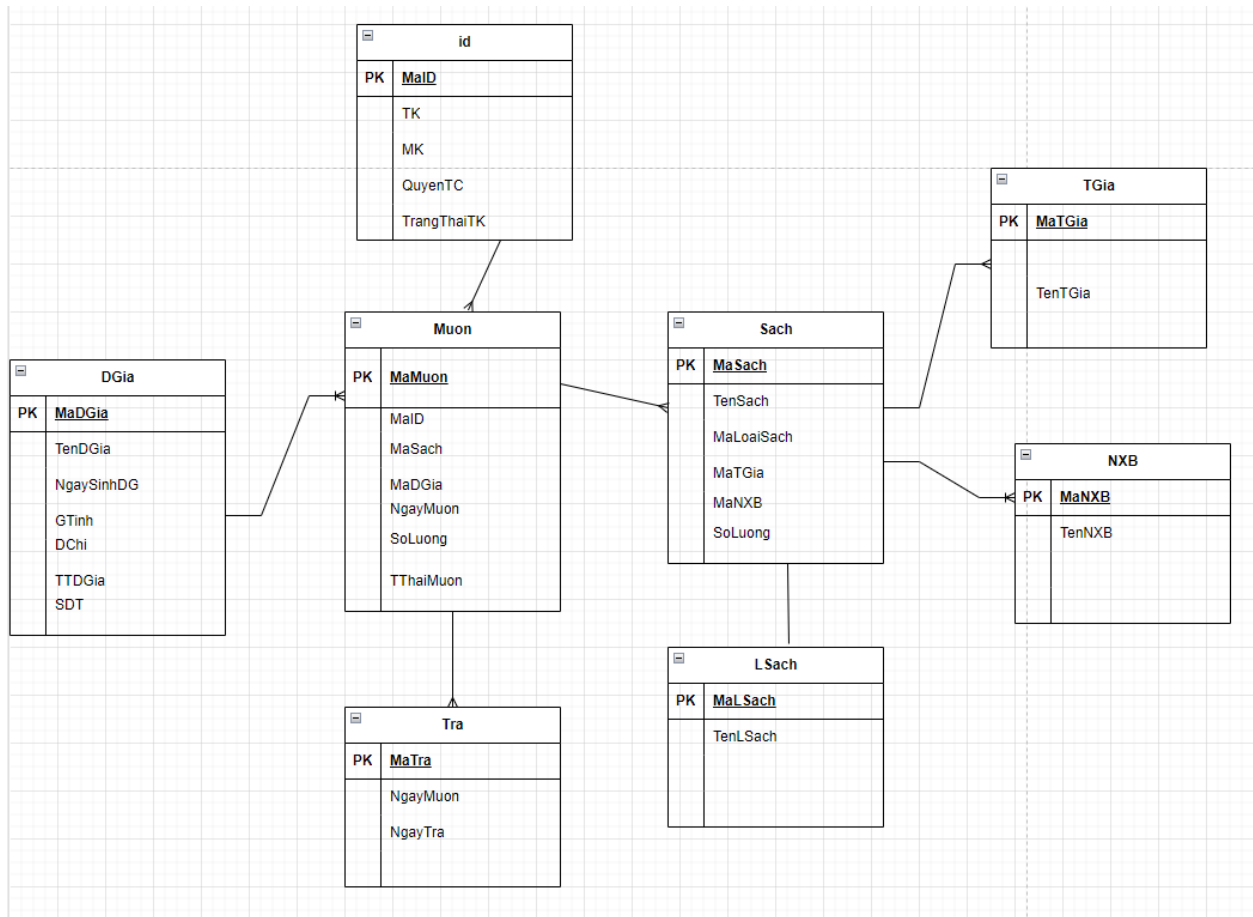 id
PK MaID
TK
MK
QuyenTC
TrangThaiTK
TGia
PK MaTGia
TenTGia
Muon
PK MaMuon
MaID
MaSach
MaDGia
NgayMuon
SoLuong
TThaiMuon
Sach
PK MaSach
TenSach
MaLoaiSach
MaTGia
MaNXB
SoLuong
DGia
PK MaDGia
TenDGia
NgaySinhDG
GTinh
DChi
TTDGia
SDT
NXB
PK MaNXB
TenNXB
LSach
PK MaLSach
TenLSach
Tra
PK MaTra
NgayMuon
NgayTra